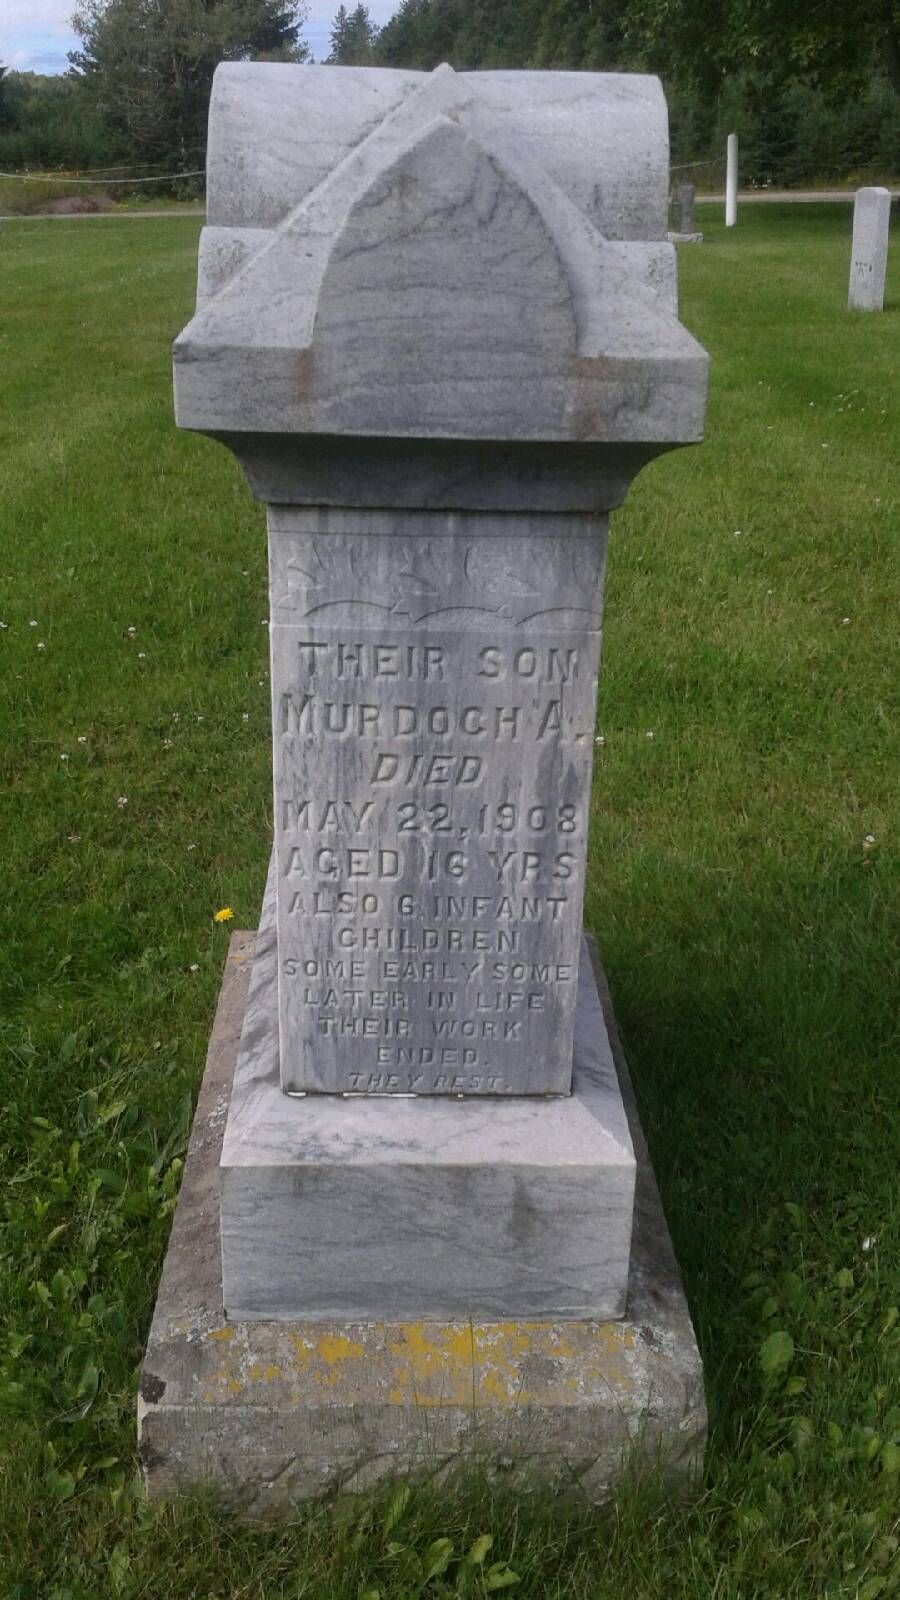 THEIR SON
MURDOCH A.
DIED
MAY 22, 1908
AGED 16 YRS
ALSO 6 INFANT
CHILDREN
SOME EARLY SOME
LATER IN LIFE
THEIR WORK
ENDED.
THEY REST.